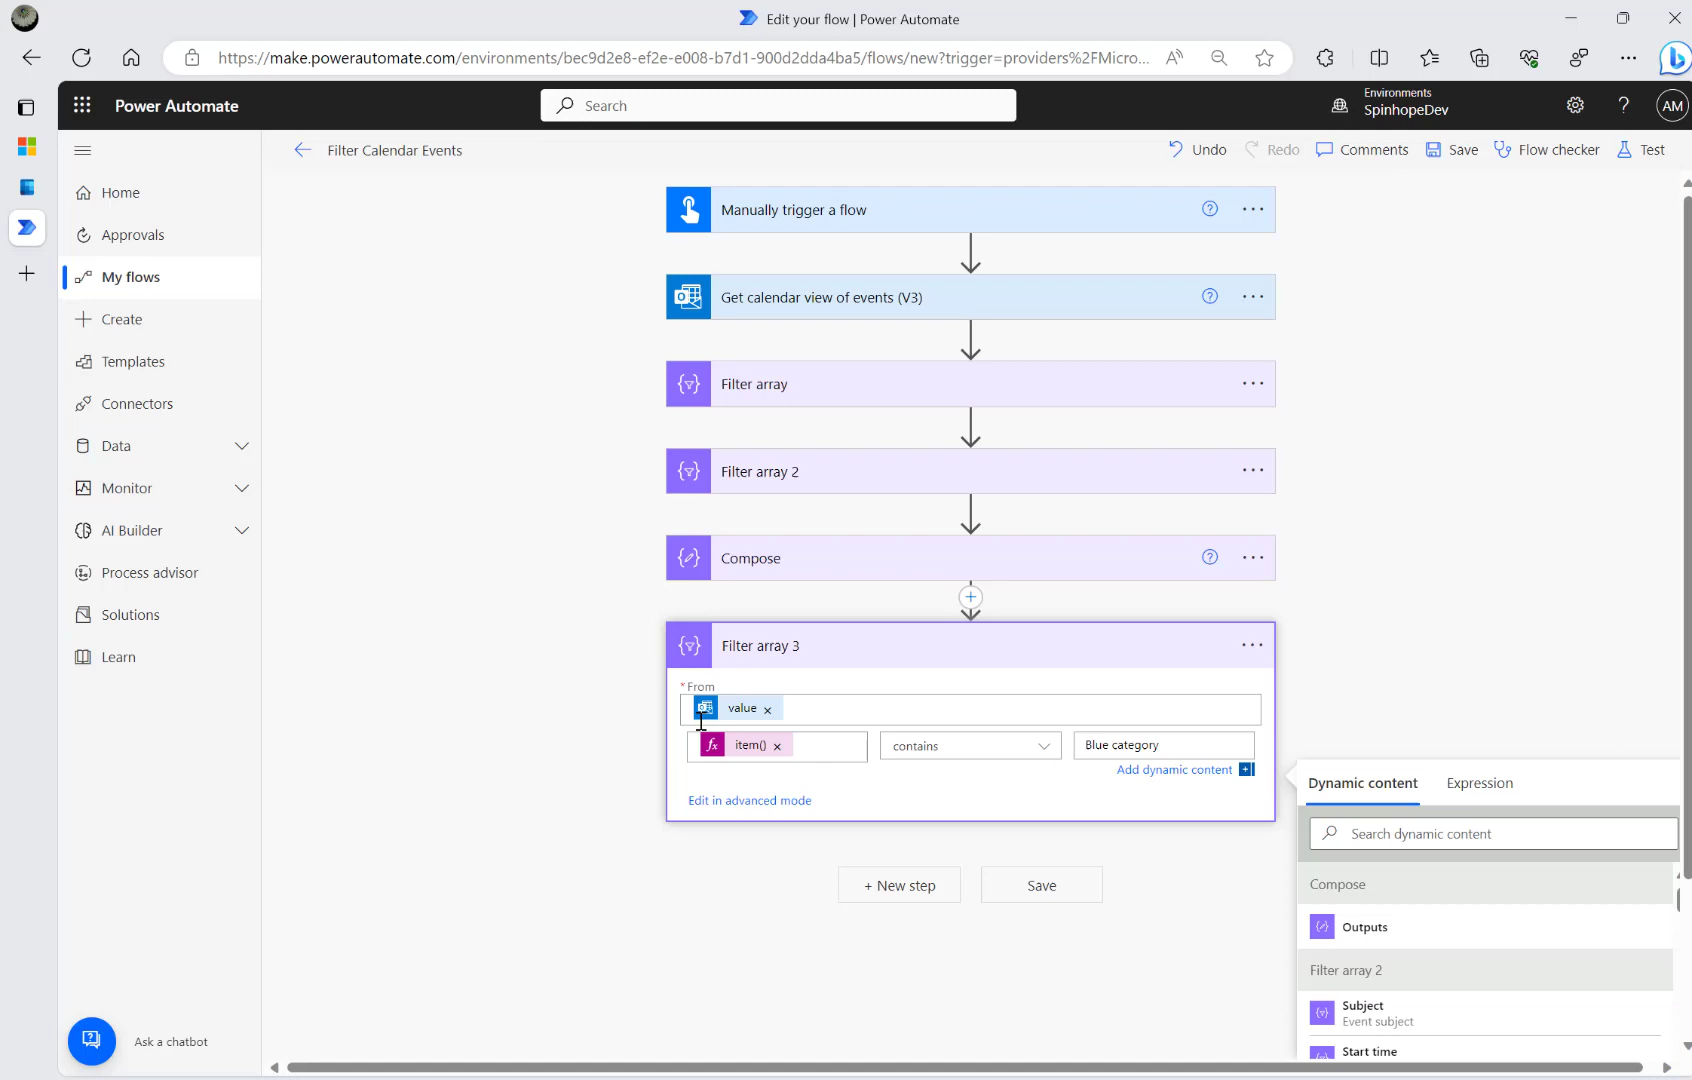 Edit your flow | Power Automate
https://make.powerautomate.com/environments/bec9d2e8-ef2e-e008-b7d1-900d2dda4ba5/flows/new?trigger=providers%2FMicro...
Power Automate
Search
Environments
SpinhopeDev
AM
Filter Calendar Events
Undo
Redo
Comments
Save
Flow checker
Test
Home
Approvals
My flows
Create
Templates
Connectors
Data
Monitor
AI Builder
Process advisor
Solutions
Learn
Ask a chatbot
Manually trigger a flow
Get calendar view of events (V3)
Filter array
Filter array 2
Compose
Filter array 3
* From
value
fx item()
contains
Blue category
Add dynamic content
Edit in advanced mode
+ New step
Save
Dynamic content
Expression
Search dynamic content
Compose
Outputs
Filter array 2
Subject
Event subject
Start time